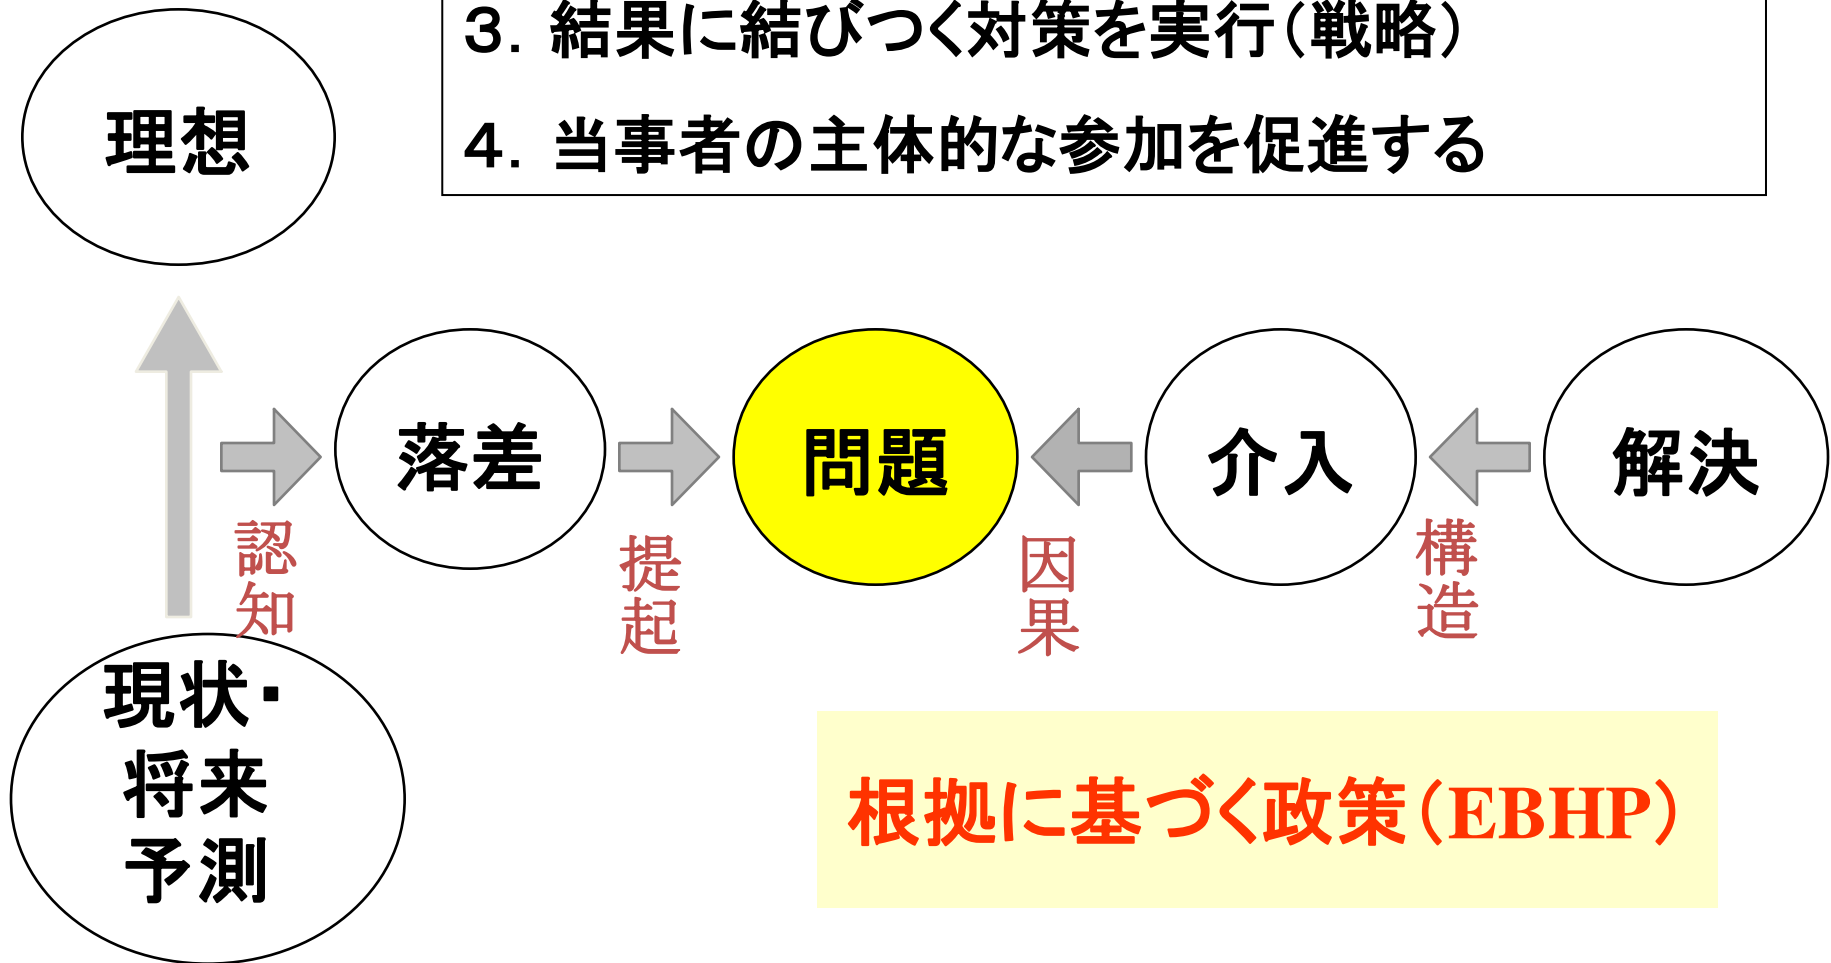 ３．結果に結びつく対策を実行（戦略）
４．当事者の主体的な参加を促進する
理想
落差
問題
介入
解決
認知
提起
因果
構造
現状・
将来
予測
根拠に基づく政策（EBHP）